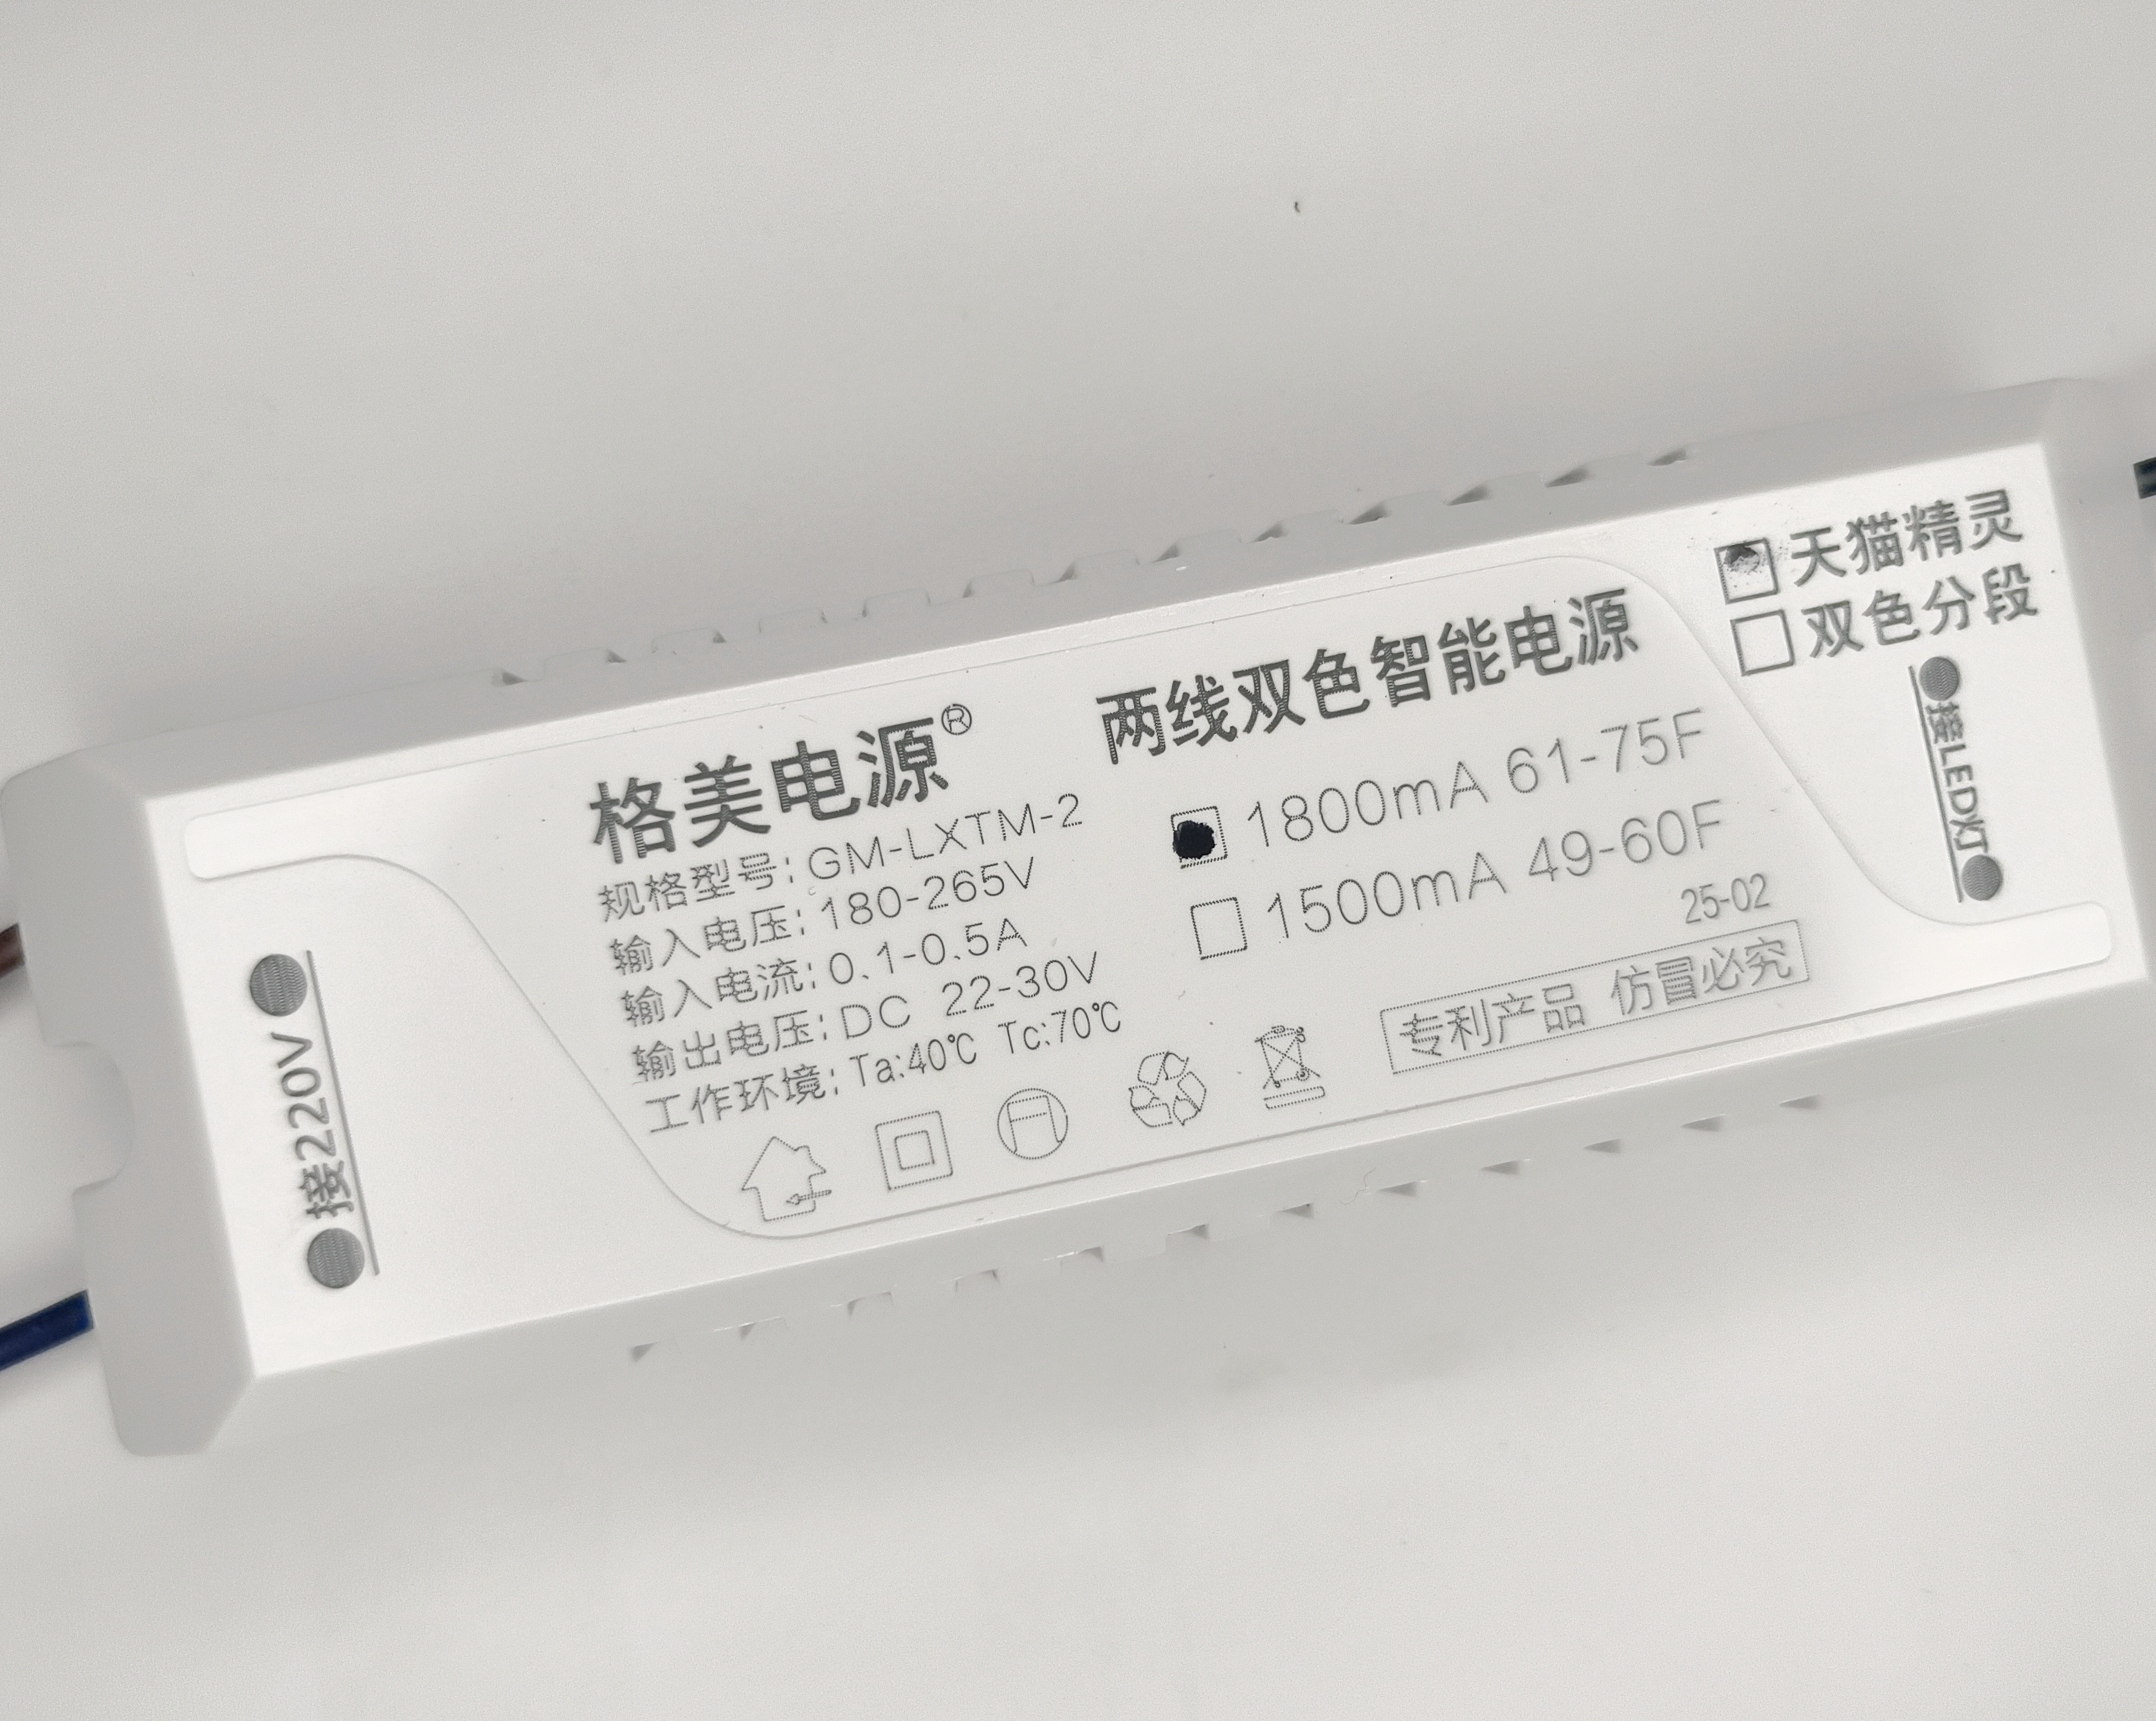 接220V
格美电源®
规格型号: GM-LXTM-2
输入电压: 180-265V
输入电流: 0.1-0.5A
输出电压: DC 22-30V
工作环境: Ta:40℃ Tc:70℃
两线双色智能电源
1800mA 61-75F
1500mA 49-60F
25-02
专利产品 仿冒必究
天猫精灵
双色分段
接LED灯